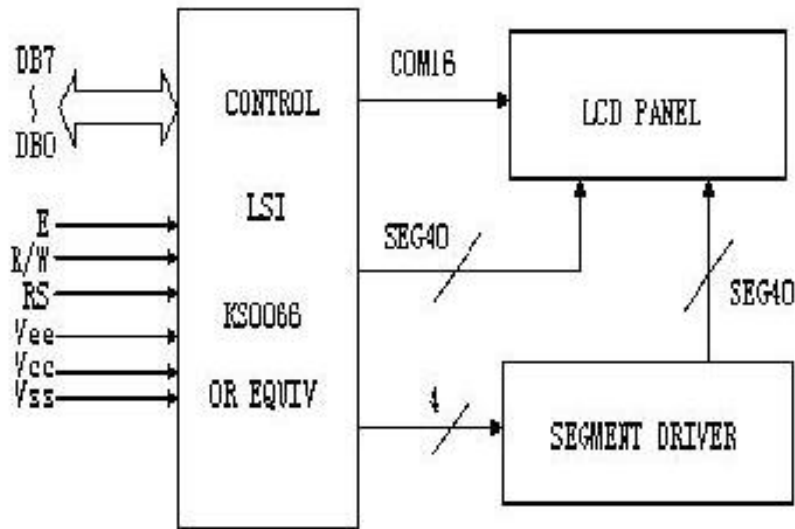 DB7
~
DB0
E
R/W
RS
Vee
Vcc
Vss
CONTROL
LSI
KS0066
OR EQUIV
COM16
SEG40
4
LCD PANEL
SEG40
SEGMENT DRIVER